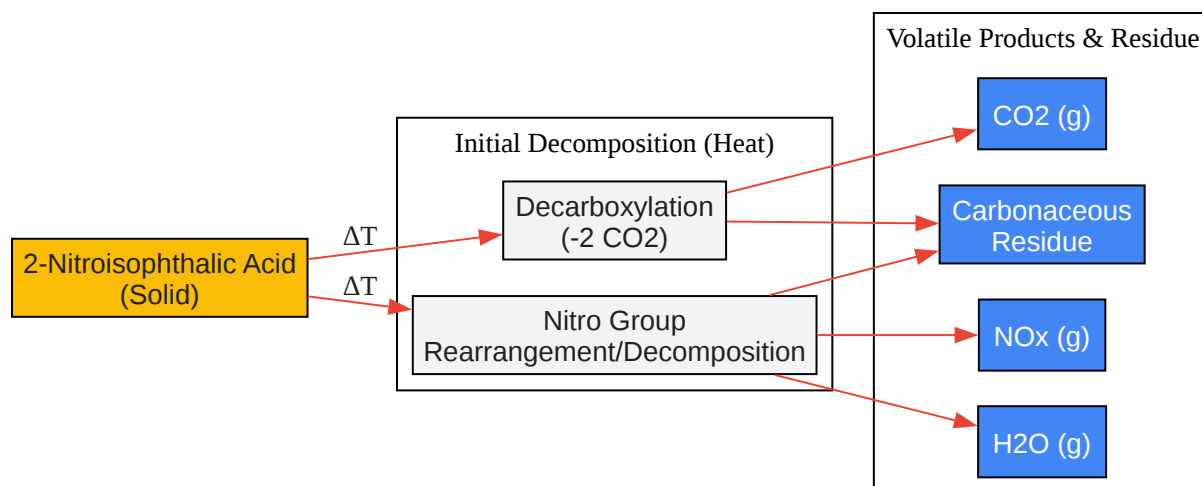 Volatile Products & Residue
CO2 (g)
Initial Decomposition (Heat)
Decarboxylation
(-2 CO2)
Carbonaceous
Residue
ΔT
2-Nitroisophthalic Acid
(Solid)
ΔT
Nitro Group
Rearrangement/Decomposition
NOx (g)
H2O (g)